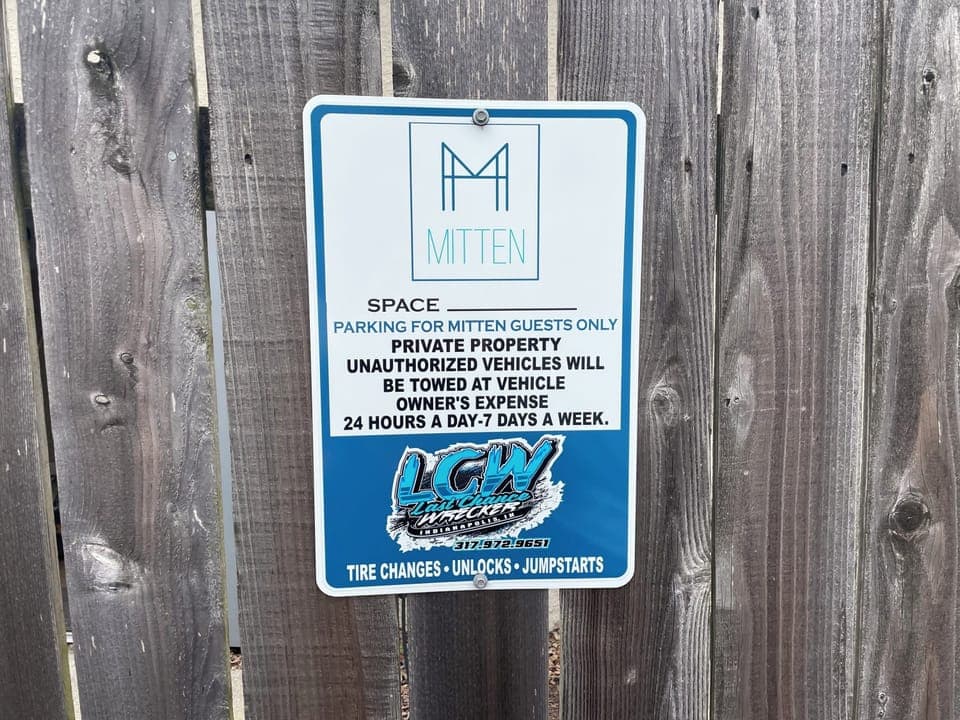 MITTEN
SPACE
PARKING FOR MITTEN GUESTS ONLY
PRIVATE PROPERTY
UNAUTHORIZED VEHICLES WILL
BE TOWED AT VEHICLE
OWNER'S EXPENSE
24 HOURS A DAY-7 DAYS A WEEK.
LCW
Last Chance
WRECKER
INDIANAPOLIS, IN
317.972.9651
TIRE CHANGES • UNLOCKS • JUMPSTARTS